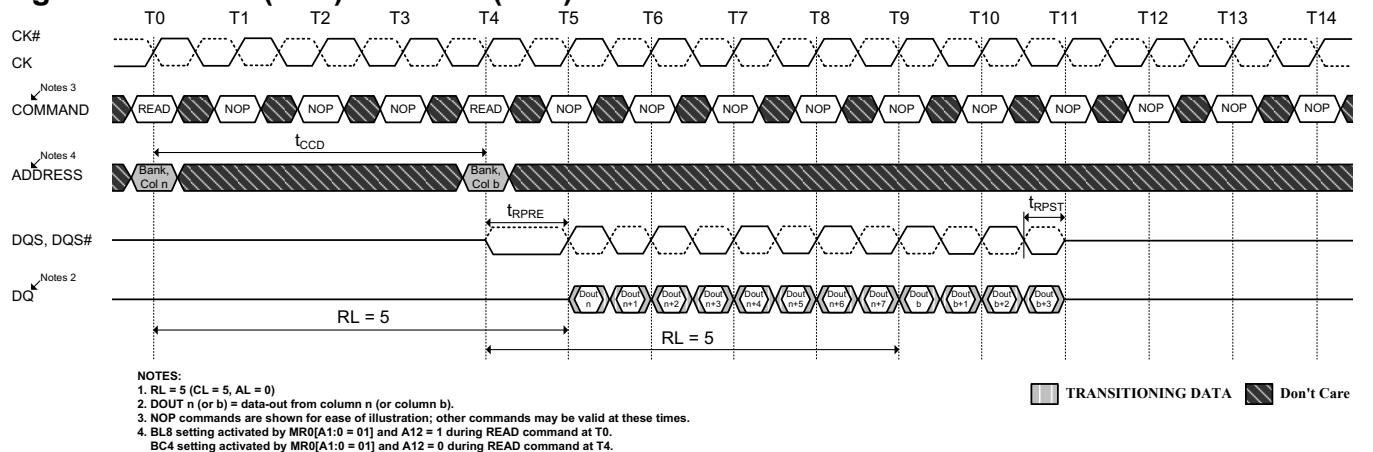 T0 T1 T2 T3 T4 T5 T6 T7 T8 T9 T10 T11 T12 T13 T14
CK#
CK
Notes 3
COMMAND
READ NOP NOP NOP READ NOP NOP NOP NOP NOP NOP NOP NOP NOP NOP
tCCD
Notes 4
ADDRESS
Bank, Col n
Bank, Col b
tRPRE
tRPST
DQS, DQS#
Notes 2
DQ
Dout n Dout n+1 Dout n+2 Dout n+3 Dout n+4 Dout n+5 Dout n+6 Dout n+7 Dout b Dout b+1 Dout b+2 Dout b+3
RL = 5
RL = 5
NOTES:
1. RL = 5 (CL = 5, AL = 0)
2. DOUT n (or b) = data-out from column n (or column b).
3. NOP commands are shown for ease of illustration; other commands may be valid at these times.
4. BL8 setting activated by MR0[A1:0 = 01] and A12 = 1 during READ command at T0.
BC4 setting activated by MR0[A1:0 = 01] and A12 = 0 during READ command at T4.
TRANSITIONING DATA
Don't Care